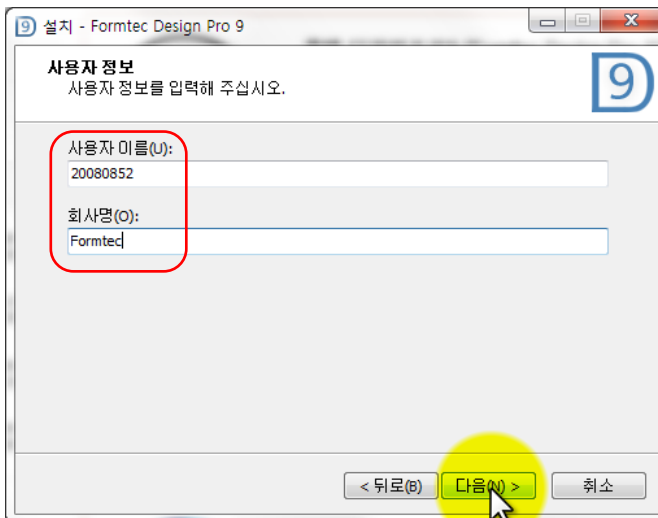 9 설치 - Formtec Design Pro 9
사용자 정보
사용자 정보를 입력해 주십시오.
9
사용자 이름(U):
20080852
회사명(O):
Formtec
< 뒤로(B)
다음(N) >
취소